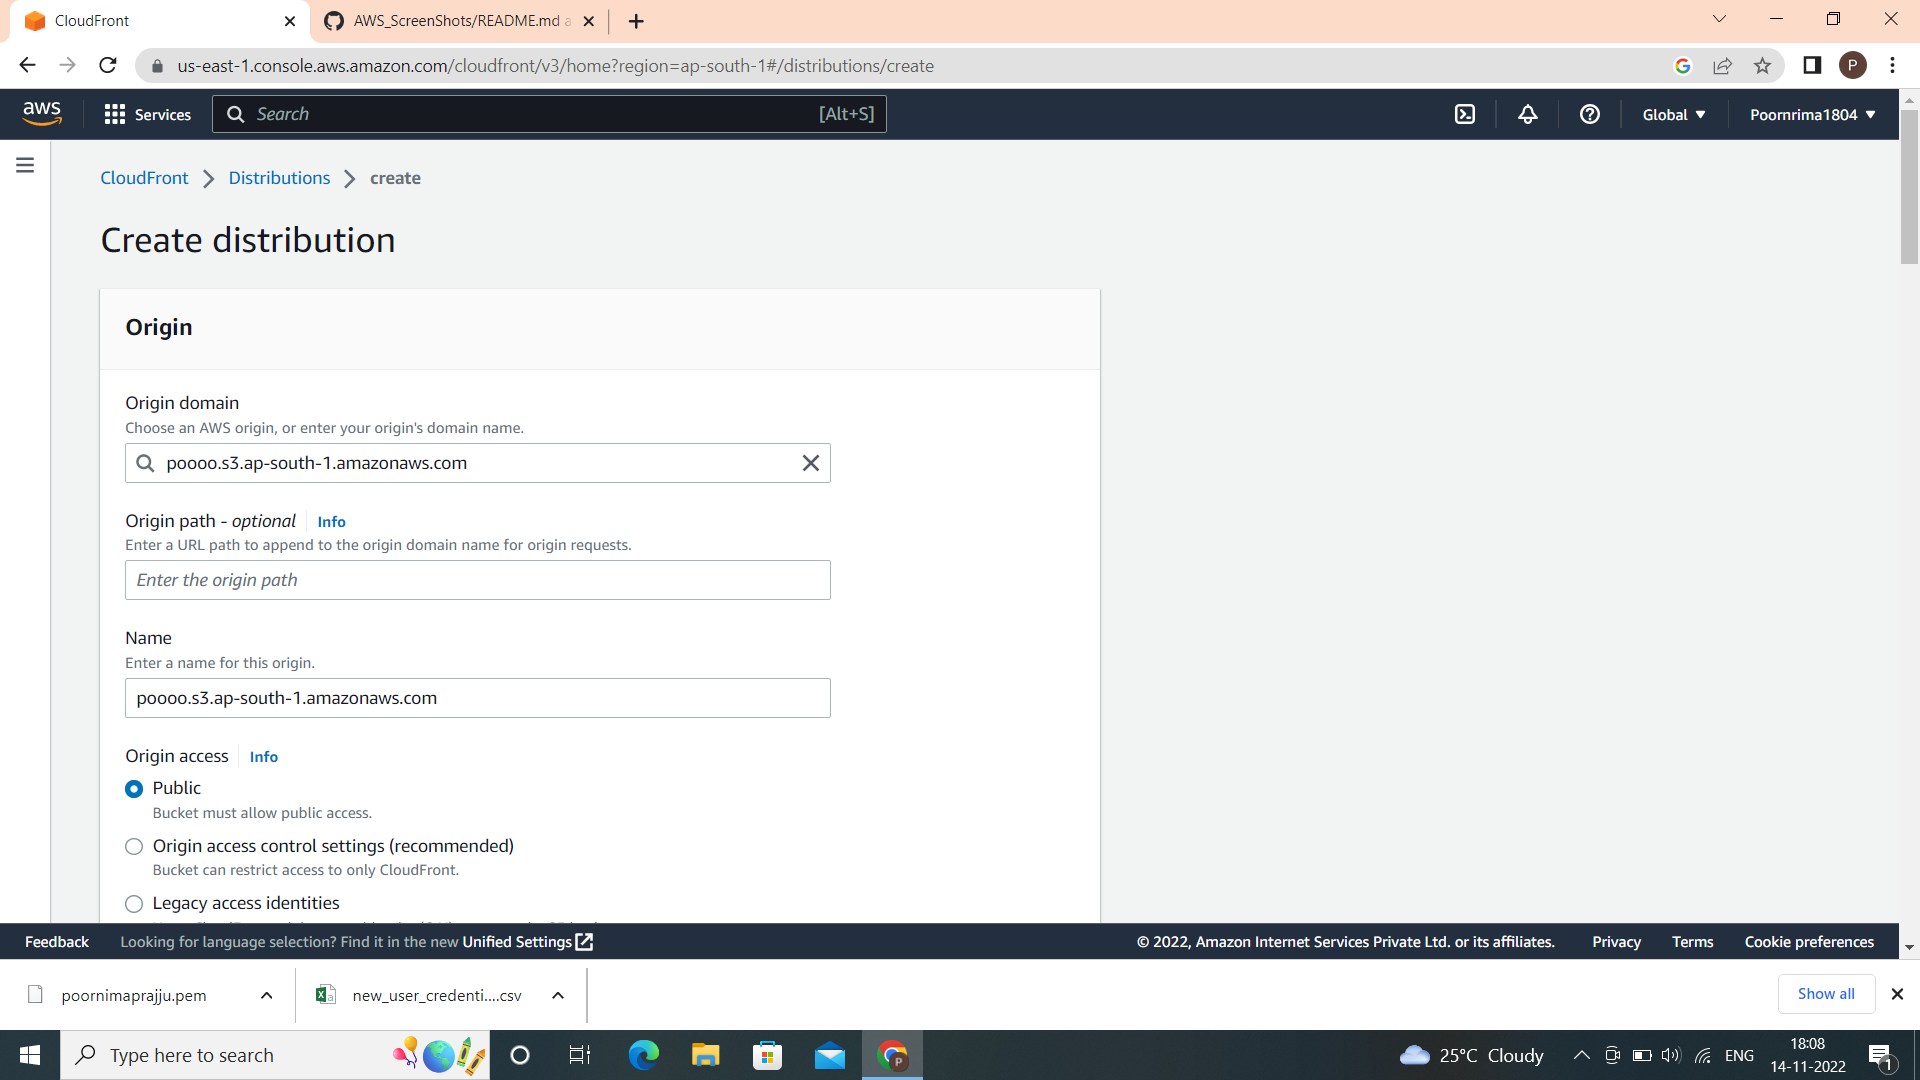 CloudFront
AWS_ScreenShots/README.md
us-east-1.console.aws.amazon.com/cloudfront/v3/home?region=ap-south-1#/distributions/create
P
aws
Services
Search
[Alt+S]
Global
Poornrima1804
CloudFront
Distributions
create
Create distribution
Origin
Origin domain
Choose an AWS origin, or enter your origin's domain name.
poooo.s3.ap-south-1.amazonaws.com
Origin path - optional
Info
Enter a URL path to append to the origin domain name for origin requests.
Enter the origin path
Name
Enter a name for this origin.
poooo.s3.ap-south-1.amazonaws.com
Origin access
Info
Public
Bucket must allow public access.
Origin access control settings (recommended)
Bucket can restrict access to only CloudFront.
Legacy access identities
Feedback
Looking for language selection? Find it in the new Unified Settings
© 2022, Amazon Internet Services Private Ltd. or its affiliates.
Privacy
Terms
Cookie preferences
poornimaprajju.pem
new_user_credenti....csv
Show all
Type here to search
P
25°C Cloudy
ENG
18:08
14-11-2022
1